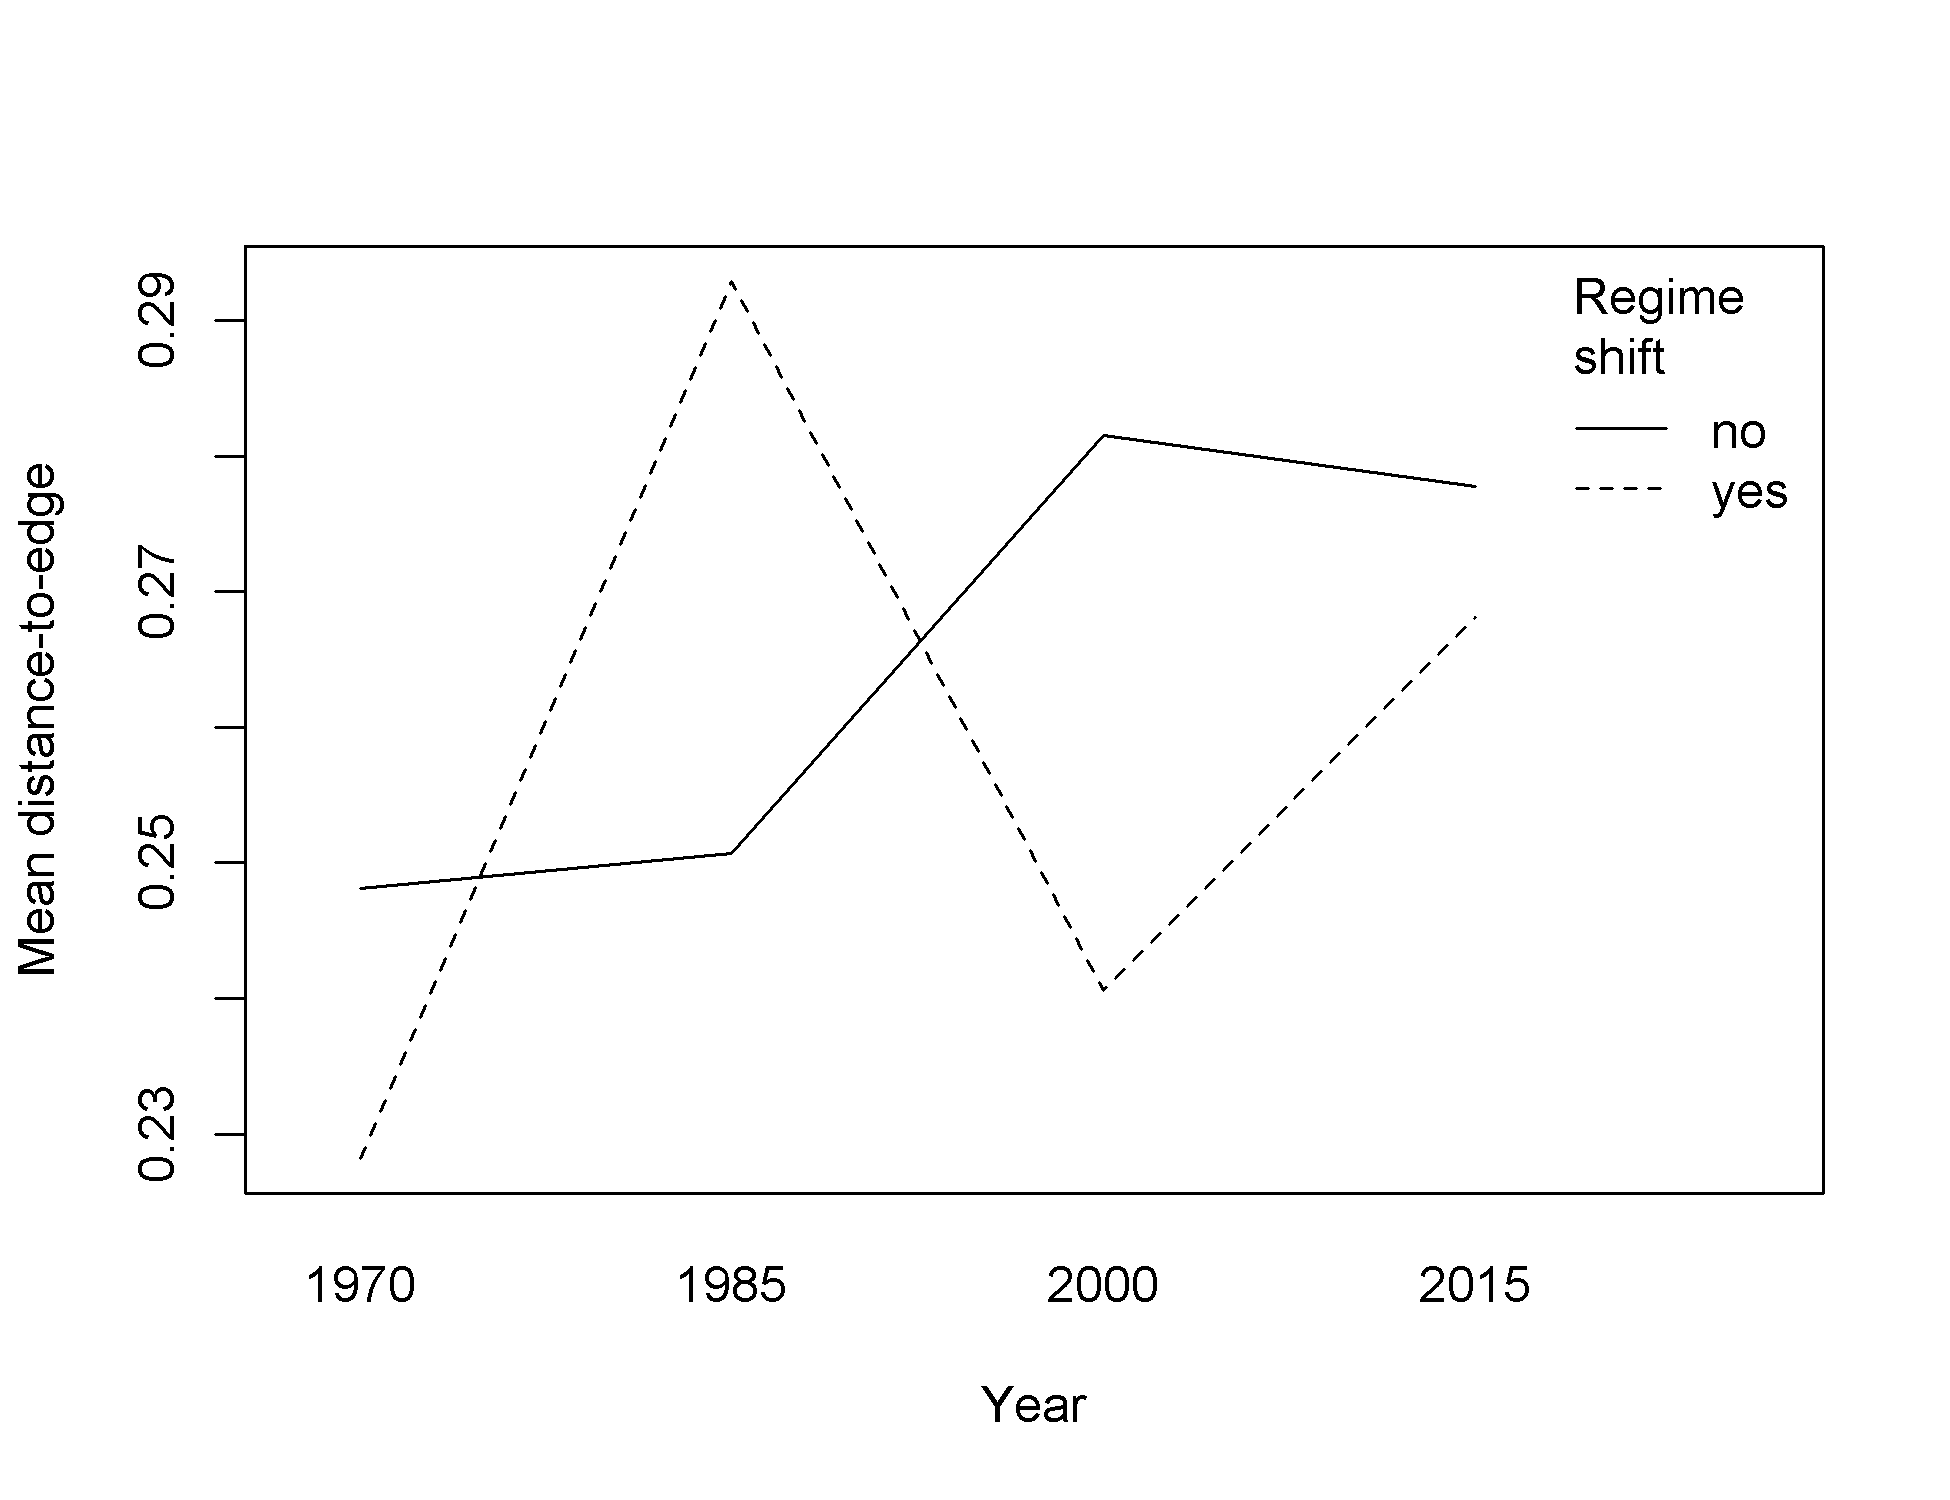 Mean distance-to-edge
0.29
0.27
0.25
0.23
Regime
shift
no
yes
1970 1985 2000 2015
Year